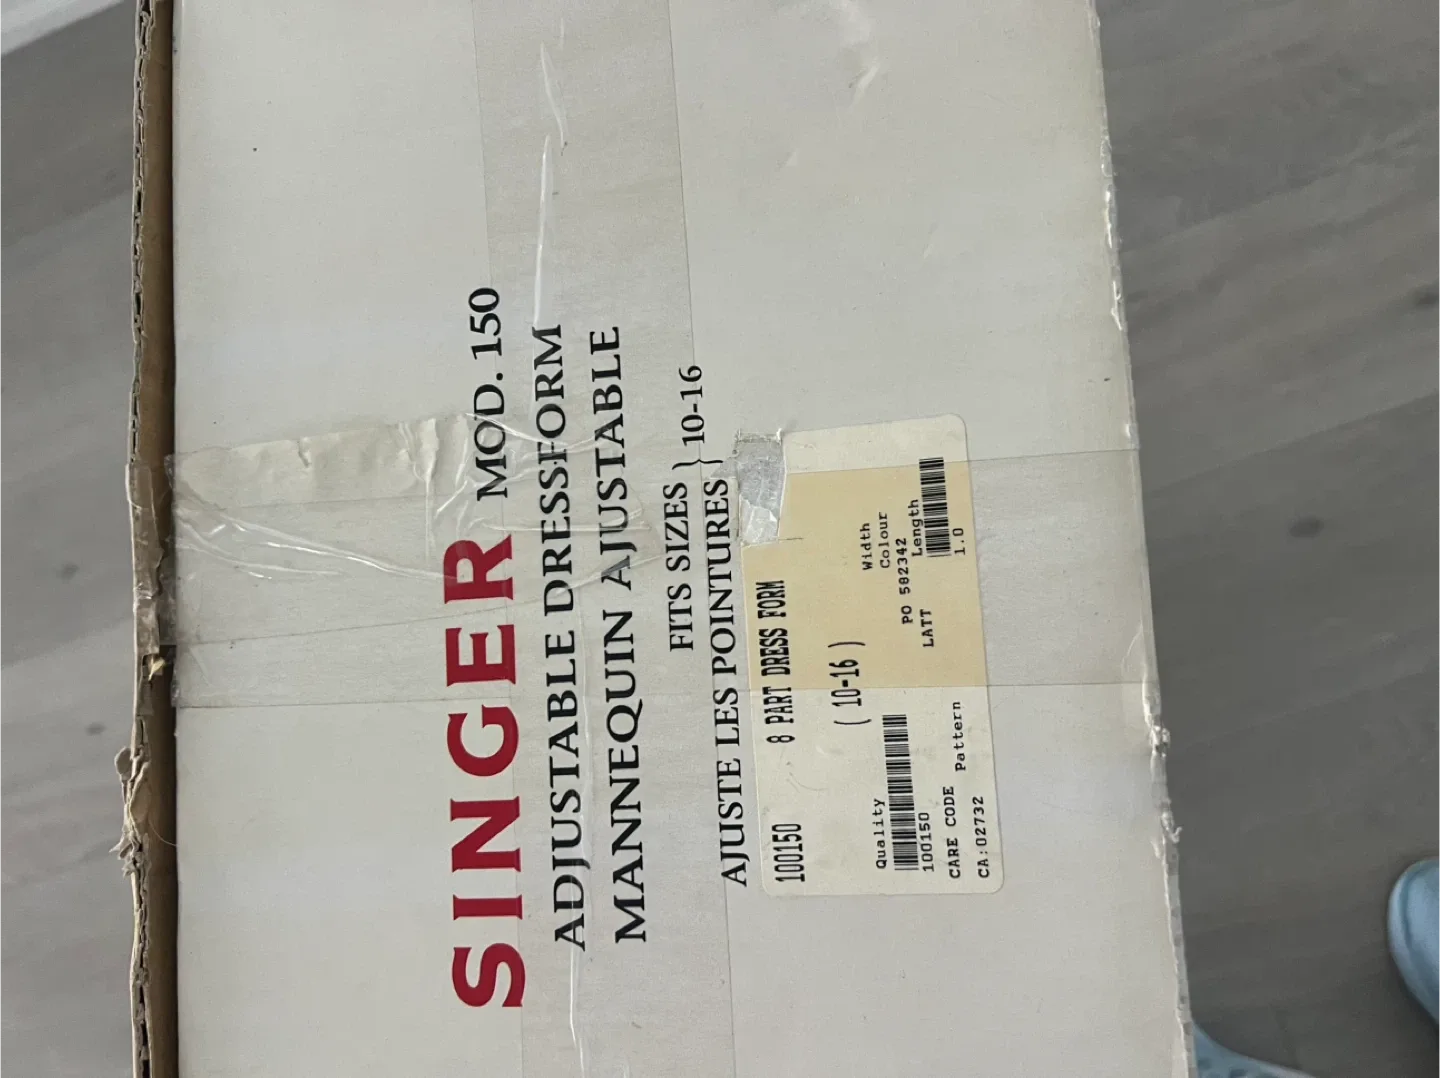 SINGER MOD. 150
ADJUSTABLE DRESSFORM
MANNEQUIN AJUSTABLE
FITS SIZES } 10-16
AJUSTE LES POINTURES }
100150 8 PART DRESS FORM
( 10-16 )
Quality Width
Colour
100150 PO 582342
CARE CODE LATT Length
Pattern 1.0
CA:02732